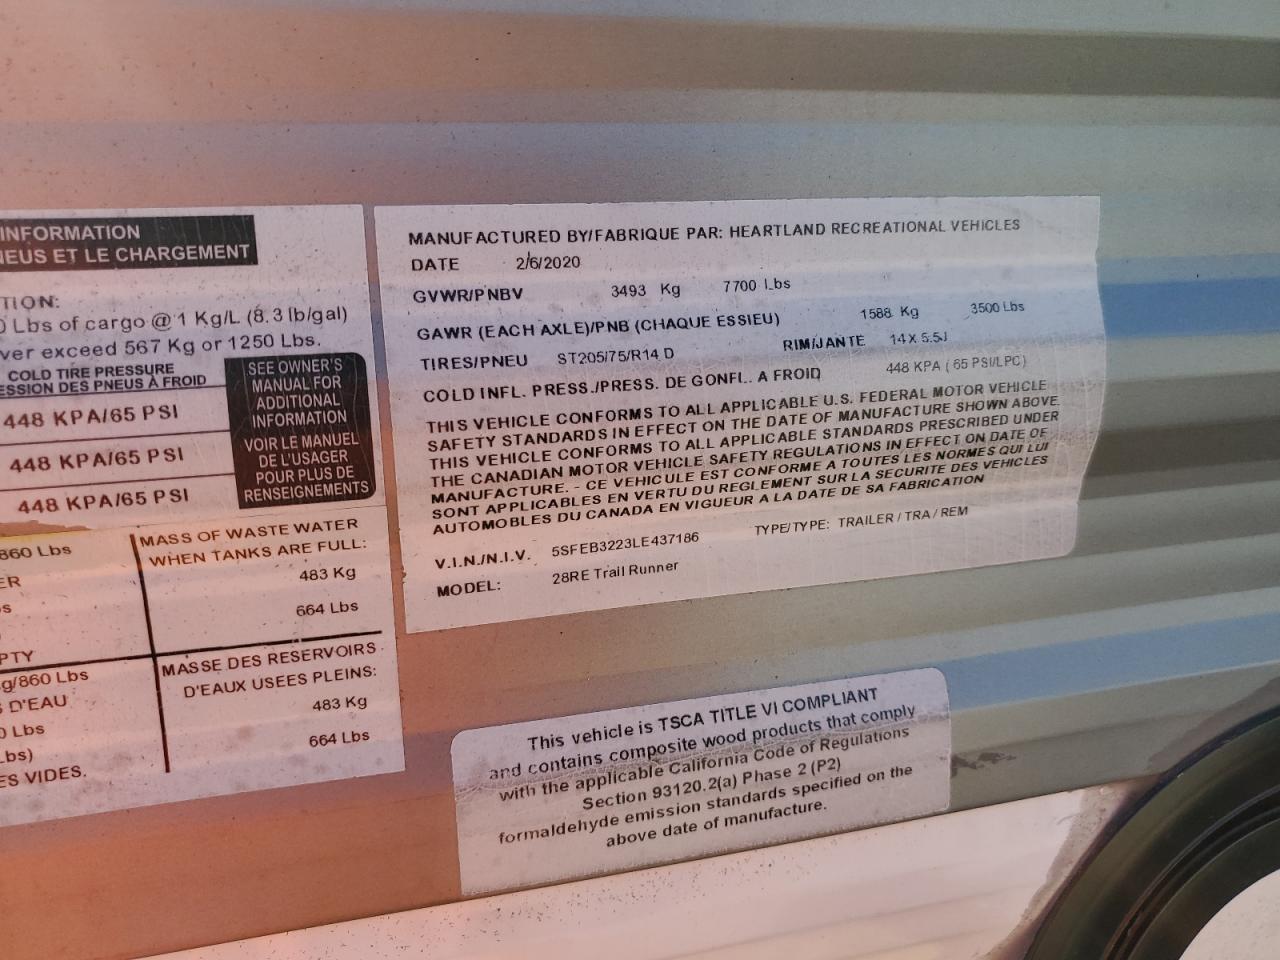 INFORMATION
NEUS ET LE CHARGEMENT
TION:
0 Lbs of cargo @ 1 Kg/L (8.3 lb/gal)
ver exceed 567 Kg or 1250 Lbs.
COLD TIRE PRESSURE
ESSION DES PNEUS À FROID
448 KPA/65 PSI
448 KPA/65 PSI
448 KPA/65 PSI
SEE OWNER'S
MANUAL FOR
ADDITIONAL
INFORMATION
VOIR LE MANUEL
DE L'USAGER
POUR PLUS DE
RENSEIGNEMENTS
860 Lbs
ER
s
PTY
g/860 Lbs
S D'EAU
0 Lbs
Lbs)
ES VIDES.
MASS OF WASTE WATER
WHEN TANKS ARE FULL:
483 Kg
664 Lbs
MASSE DES RESERVOIRS
D'EAUX USEES PLEINS:
483 Kg
664 Lbs
MANUFACTURED BY/FABRIQUE PAR: HEARTLAND RECREATIONAL VEHICLES
DATE 2/6/2020
GVWR/PNBV 3493 Kg 7700 Lbs
GAWR (EACH AXLE)/PNB (CHAQUE ESSIEU) 1588 Kg 3500 Lbs
TIRES/PNEU ST205/75/R14 D RIM/JANTE 14 X 5.5J
COLD INFL. PRESS./PRESS. DE GONFL. A FROID 448 KPA ( 65 PSI/LPC)
THIS VEHICLE CONFORMS TO ALL APPLICABLE U.S. FEDERAL MOTOR VEHICLE
SAFETY STANDARDS IN EFFECT ON THE DATE OF MANUFACTURE SHOWN ABOVE.
THIS VEHICLE CONFORMS TO ALL APPLICABLE STANDARDS PRESCRIBED UNDER
THE CANADIAN MOTOR VEHICLE SAFETY REGULATIONS IN EFFECT ON DATE OF
MANUFACTURE. - CE VEHICULE EST CONFORME A TOUTES LES NORMES QUI LUI
SONT APPLICABLES EN VERTU DU REGLEMENT SUR LA SECURITE DES VEHICLES
AUTOMOBLES DU CANADA EN VIGUEUR A LA DATE DE SA FABRICATION
V.I.N./N.I.V. 5SFEB3223LE437186 TYPE/TYPE: TRAILER / TRA / REM
MODEL: 28RE Trail Runner
This vehicle is TSCA TITLE VI COMPLIANT
and contains composite wood products that comply
with the applicable California Code of Regulations
Section 93120.2(a) Phase 2 (P2)
formaldehyde emission standards specified on the
above date of manufacture.